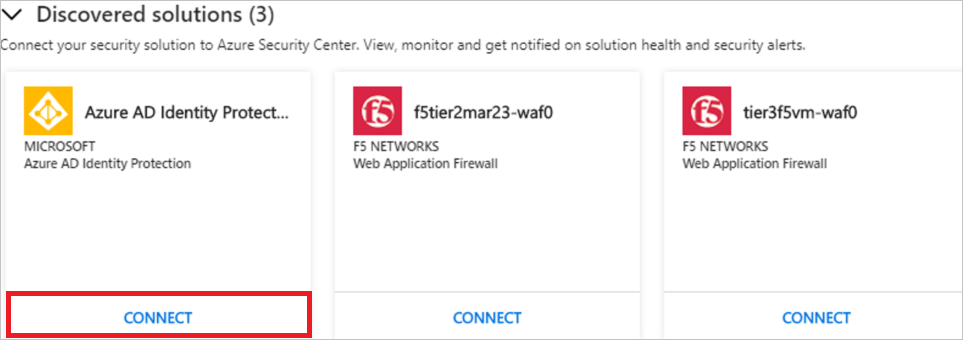 Discovered solutions (3)
Connect your security solution to Azure Security Center. View, monitor and get notified on solution health and security alerts.
Azure AD Identity Protect...
MICROSOFT
Azure AD Identity Protection
CONNECT
f5
f5tier2mar23-waf0
F5 NETWORKS
Web Application Firewall
CONNECT
f5
tier3f5vm-waf0
F5 NETWORKS
Web Application Firewall
CONNECT